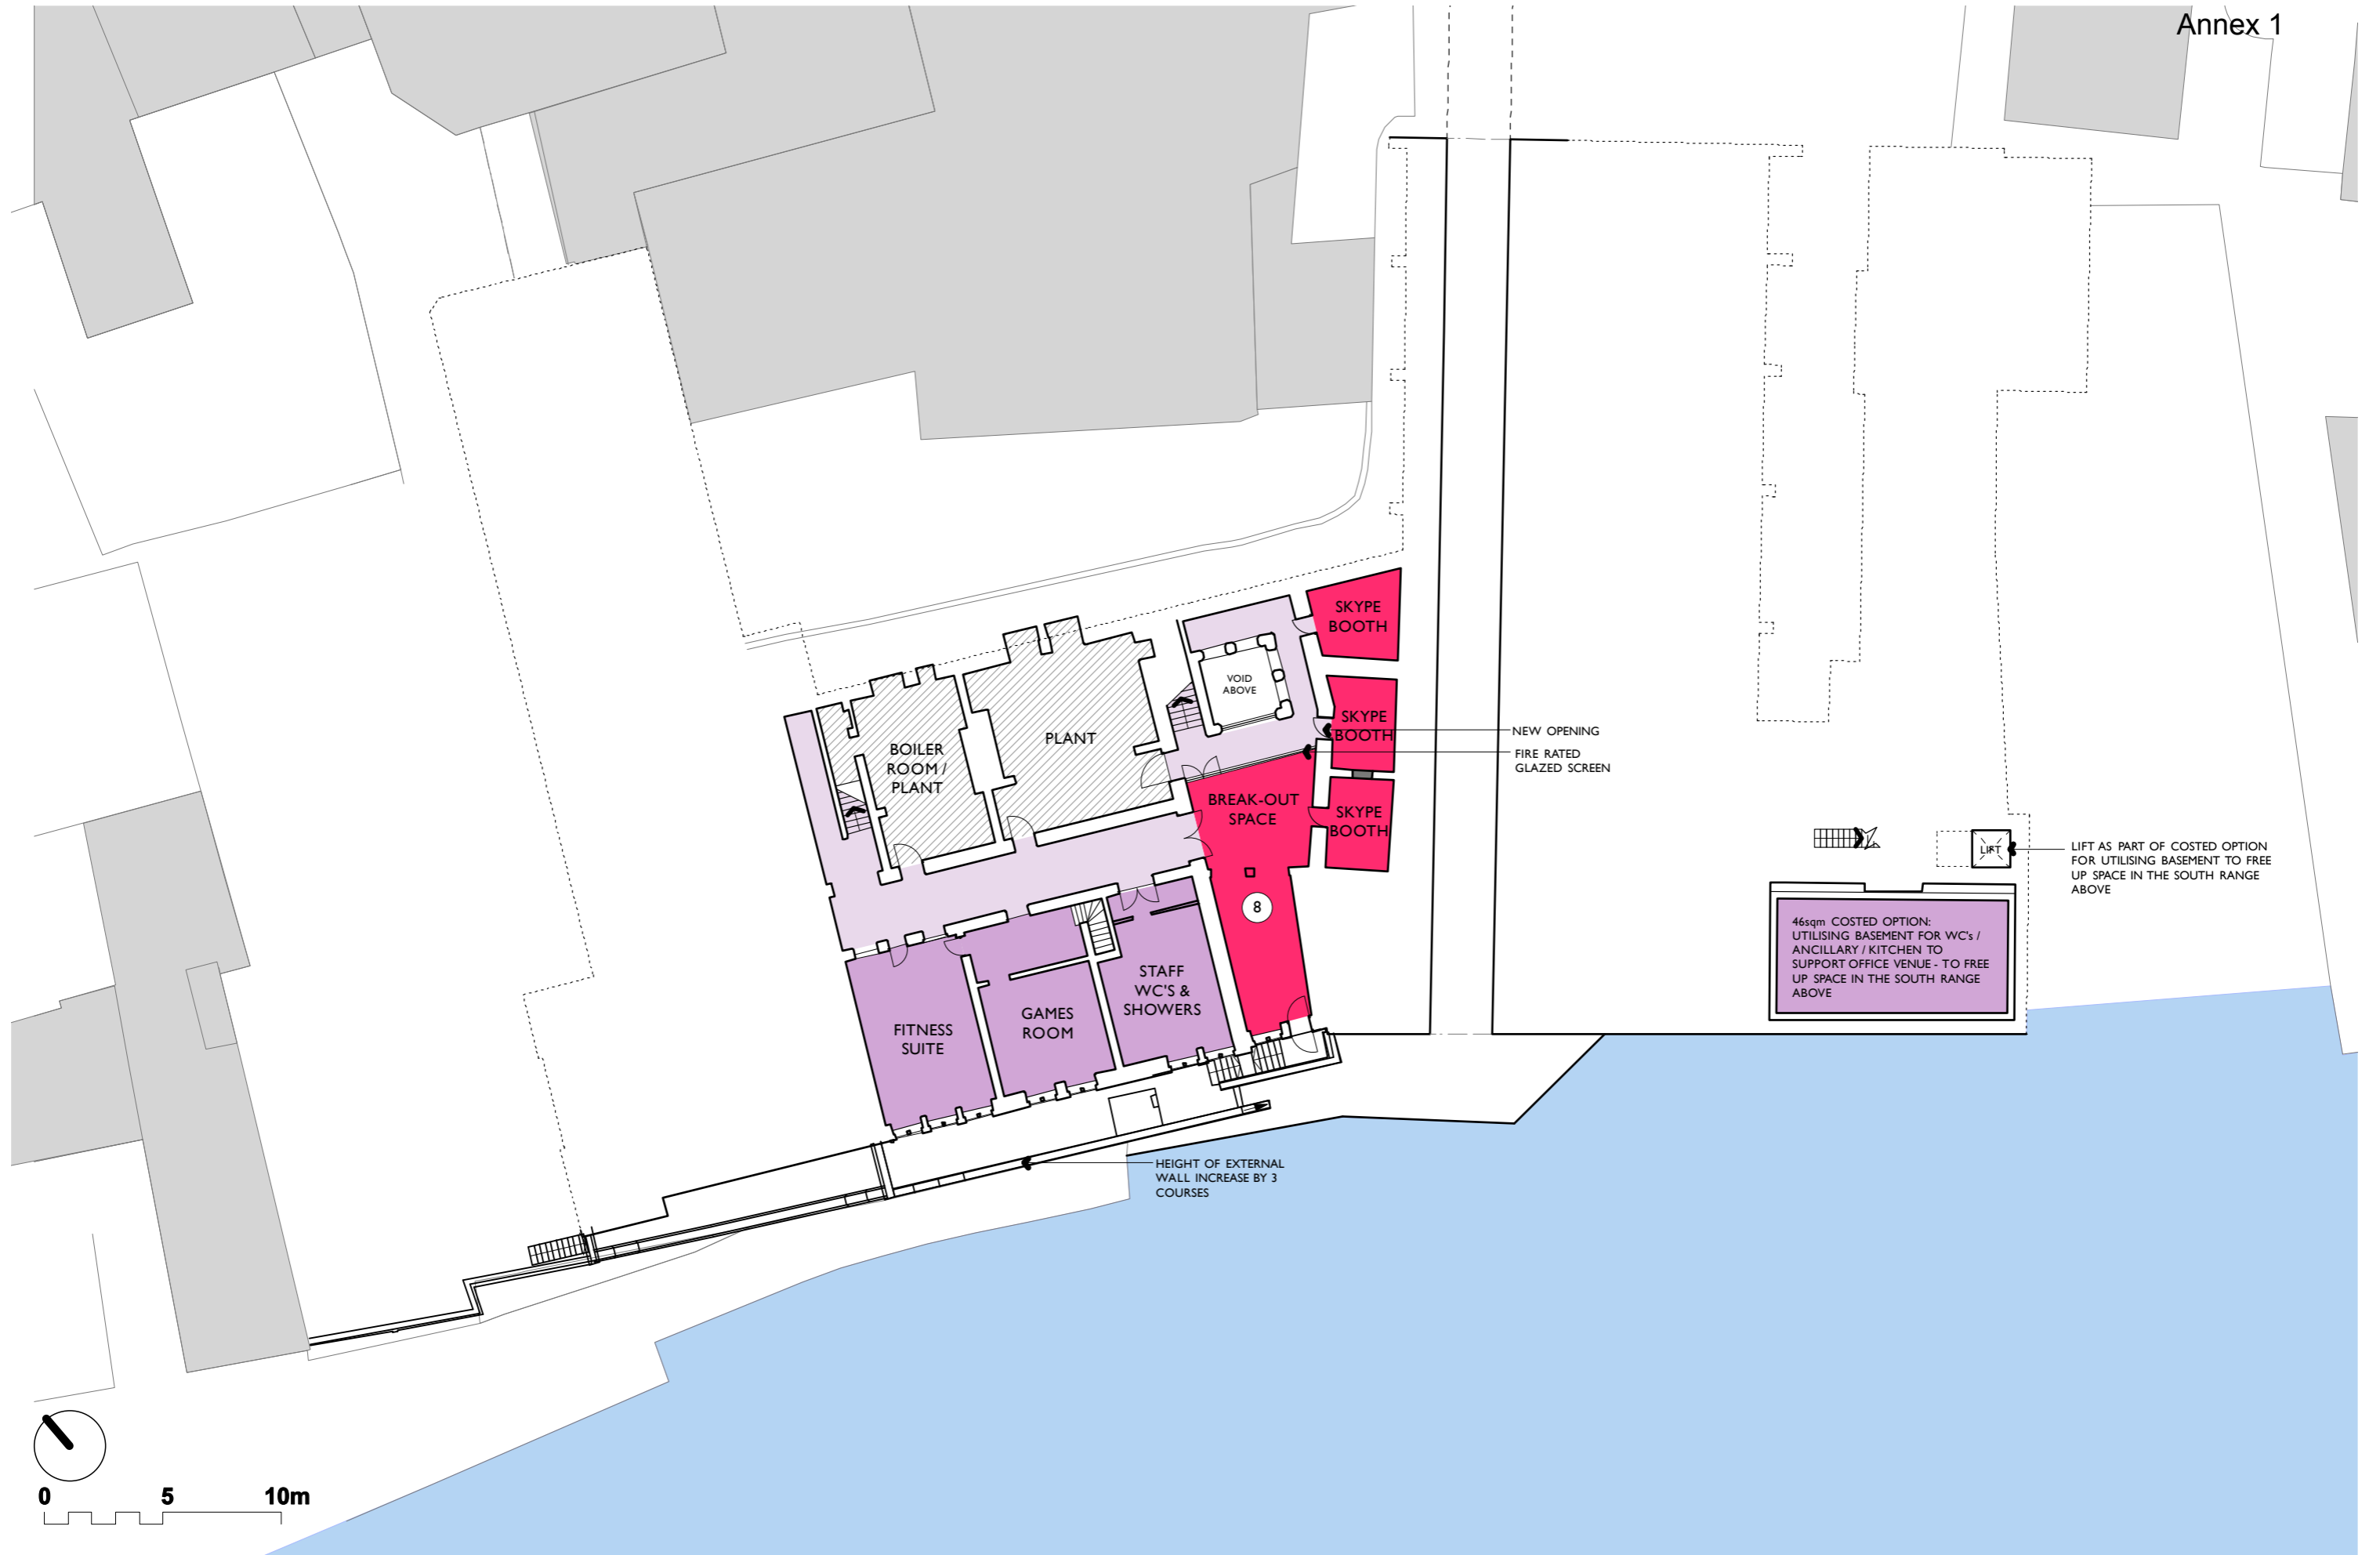 Annex 1
SKYPE
BOOTH
VOID
ABOVE
SKYPE
BOOTH
NEW OPENING
FIRE RATED
GLAZED SCREEN
PLANT
BOILER
ROOM /
PLANT
BREAK-OUT
SPACE
SKYPE
BOOTH
LIFT
LIFT AS PART OF COSTED OPTION
FOR UTILISING BASEMENT TO FREE
UP SPACE IN THE SOUTH RANGE
ABOVE
8
46sqm COSTED OPTION:
UTILISING BASEMENT FOR WC's /
ANCILLARY / KITCHEN TO
SUPPORT OFFICE VENUE - TO FREE
UP SPACE IN THE SOUTH RANGE
ABOVE
STAFF
WC'S &
SHOWERS
GAMES
ROOM
FITNESS
SUITE
HEIGHT OF EXTERNAL
WALL INCREASE BY 3
COURSES
0 5 10m